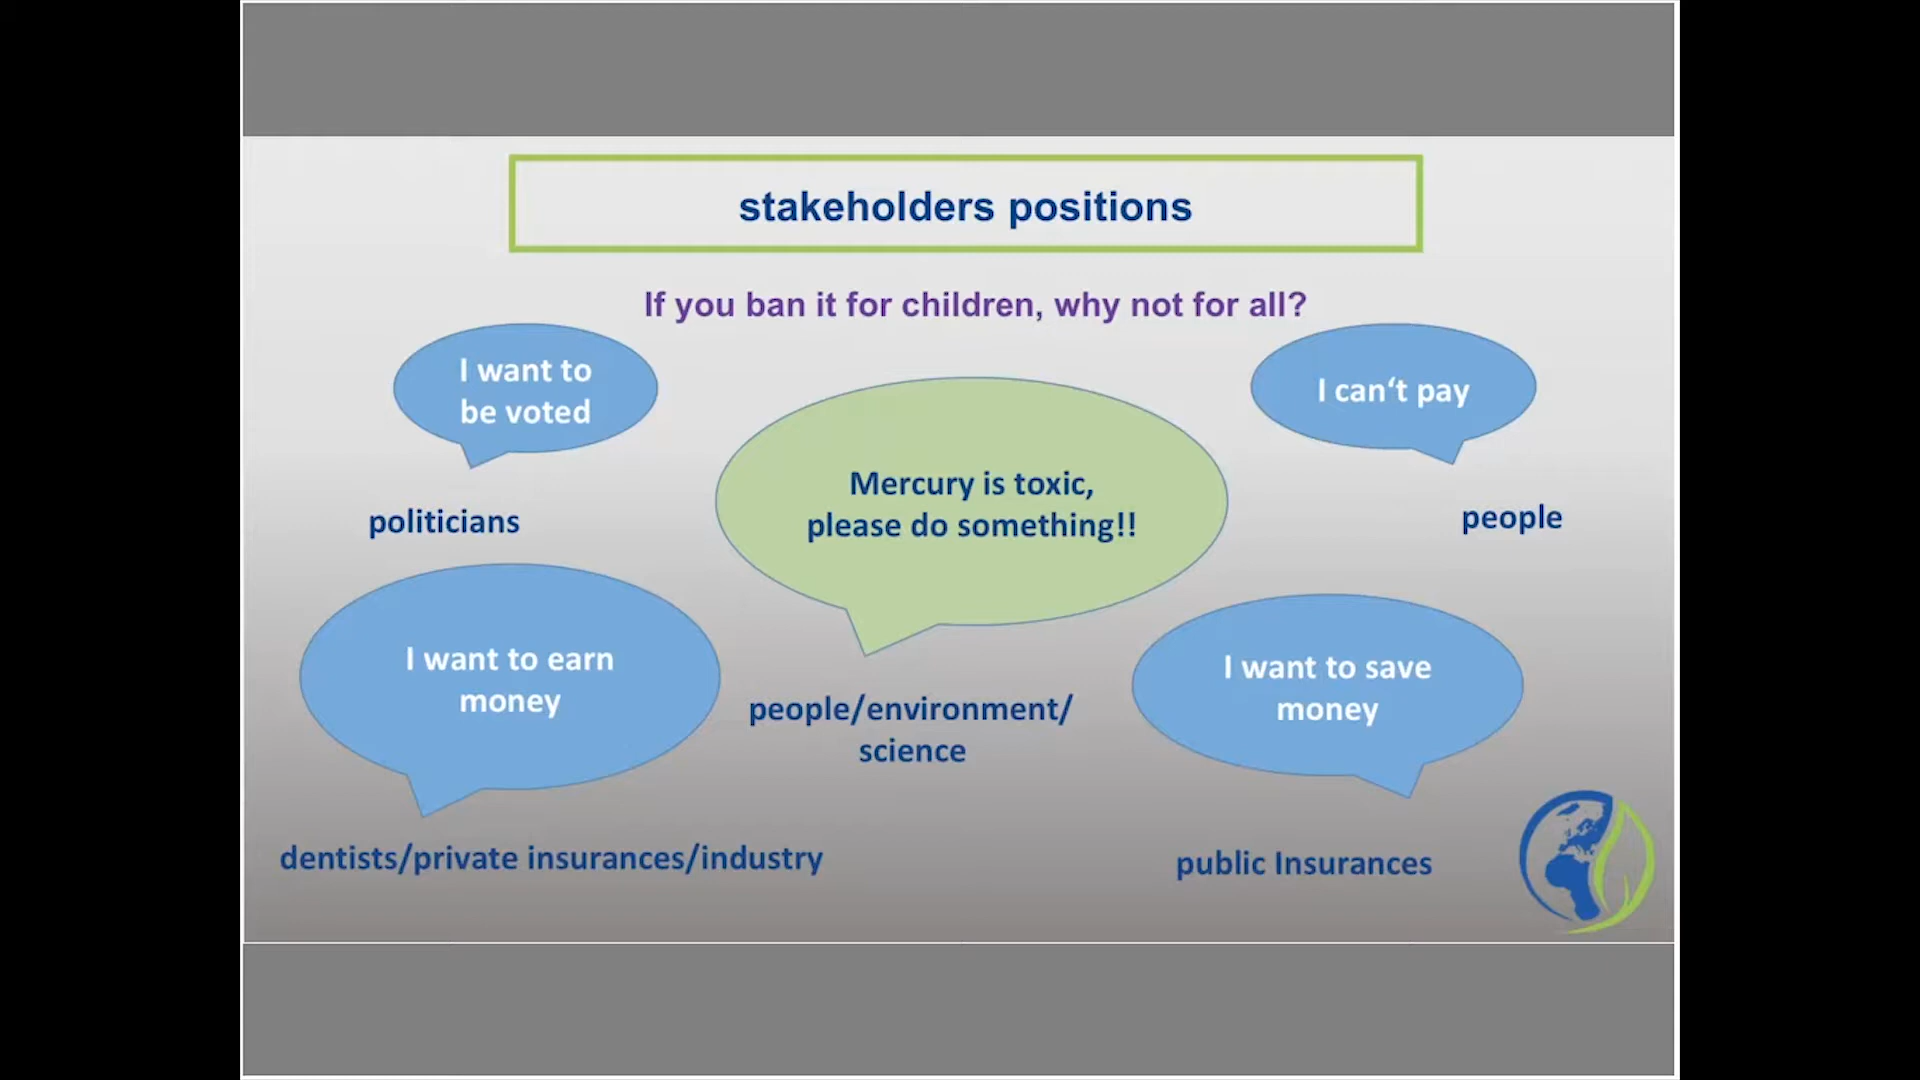 stakeholders positions
If you ban it for children, why not for all?
I want to
be voted
politicians
I can‘t pay
people
Mercury is toxic,
please do something!!
people/environment/
science
I want to earn
money
dentists/private insurances/industry
I want to save
money
public Insurances